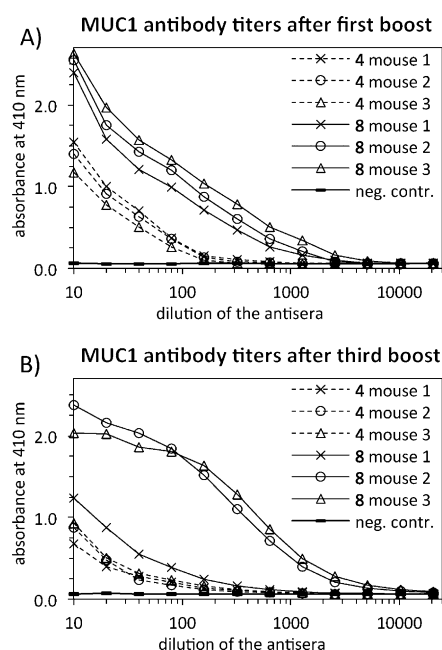 MUC1 antibody titers after first boost
A)
absorbance at 410 nm
2.0
1.0
0.0
4 mouse 1
4 mouse 2
4 mouse 3
8 mouse 1
8 mouse 2
8 mouse 3
neg. contr.
10 100 1000 10000
dilution of the antisera
MUC1 antibody titers after third boost
B)
absorbance at 410 nm
2.0
1.0
0.0
4 mouse 1
4 mouse 2
4 mouse 3
8 mouse 1
8 mouse 2
8 mouse 3
neg. contr.
10 100 1000 10000
dilution of the antisera